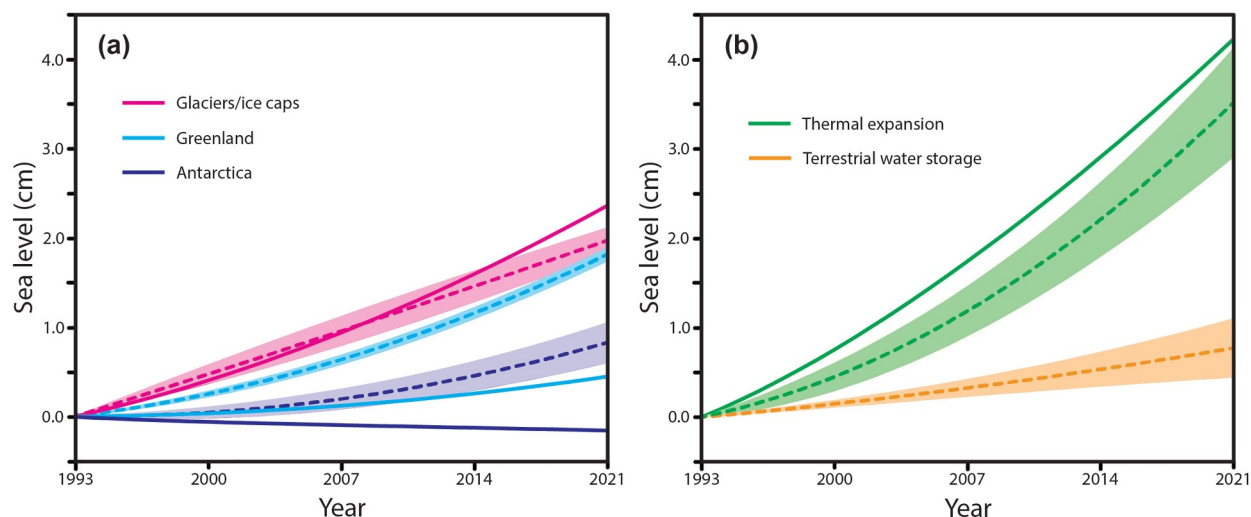 (a)
4.0
3.0
2.0
1.0
0.0
Sea level (cm)
Glaciers/ice caps
Greenland
Antarctica
1993
2000
2007
2014
2021
Year
(b)
4.0
3.0
2.0
1.0
0.0
Sea level (cm)
Thermal expansion
Terrestrial water storage
1993
2000
2007
2014
2021
Year